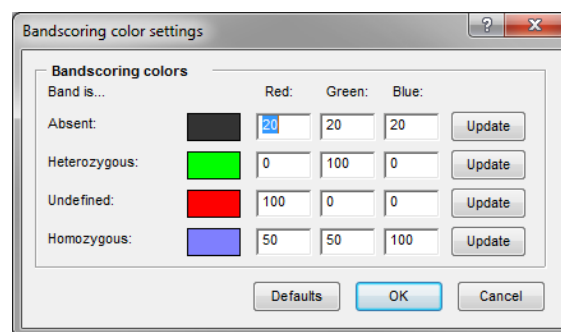 Bandscoring color settings
?
X
Bandscoring colors
Band is... Red: Green: Blue:
Absent: 20 20 20 Update
Heterozygous: 0 100 0 Update
Undefined: 100 0 0 Update
Homozygous: 50 50 100 Update
Defaults OK Cancel